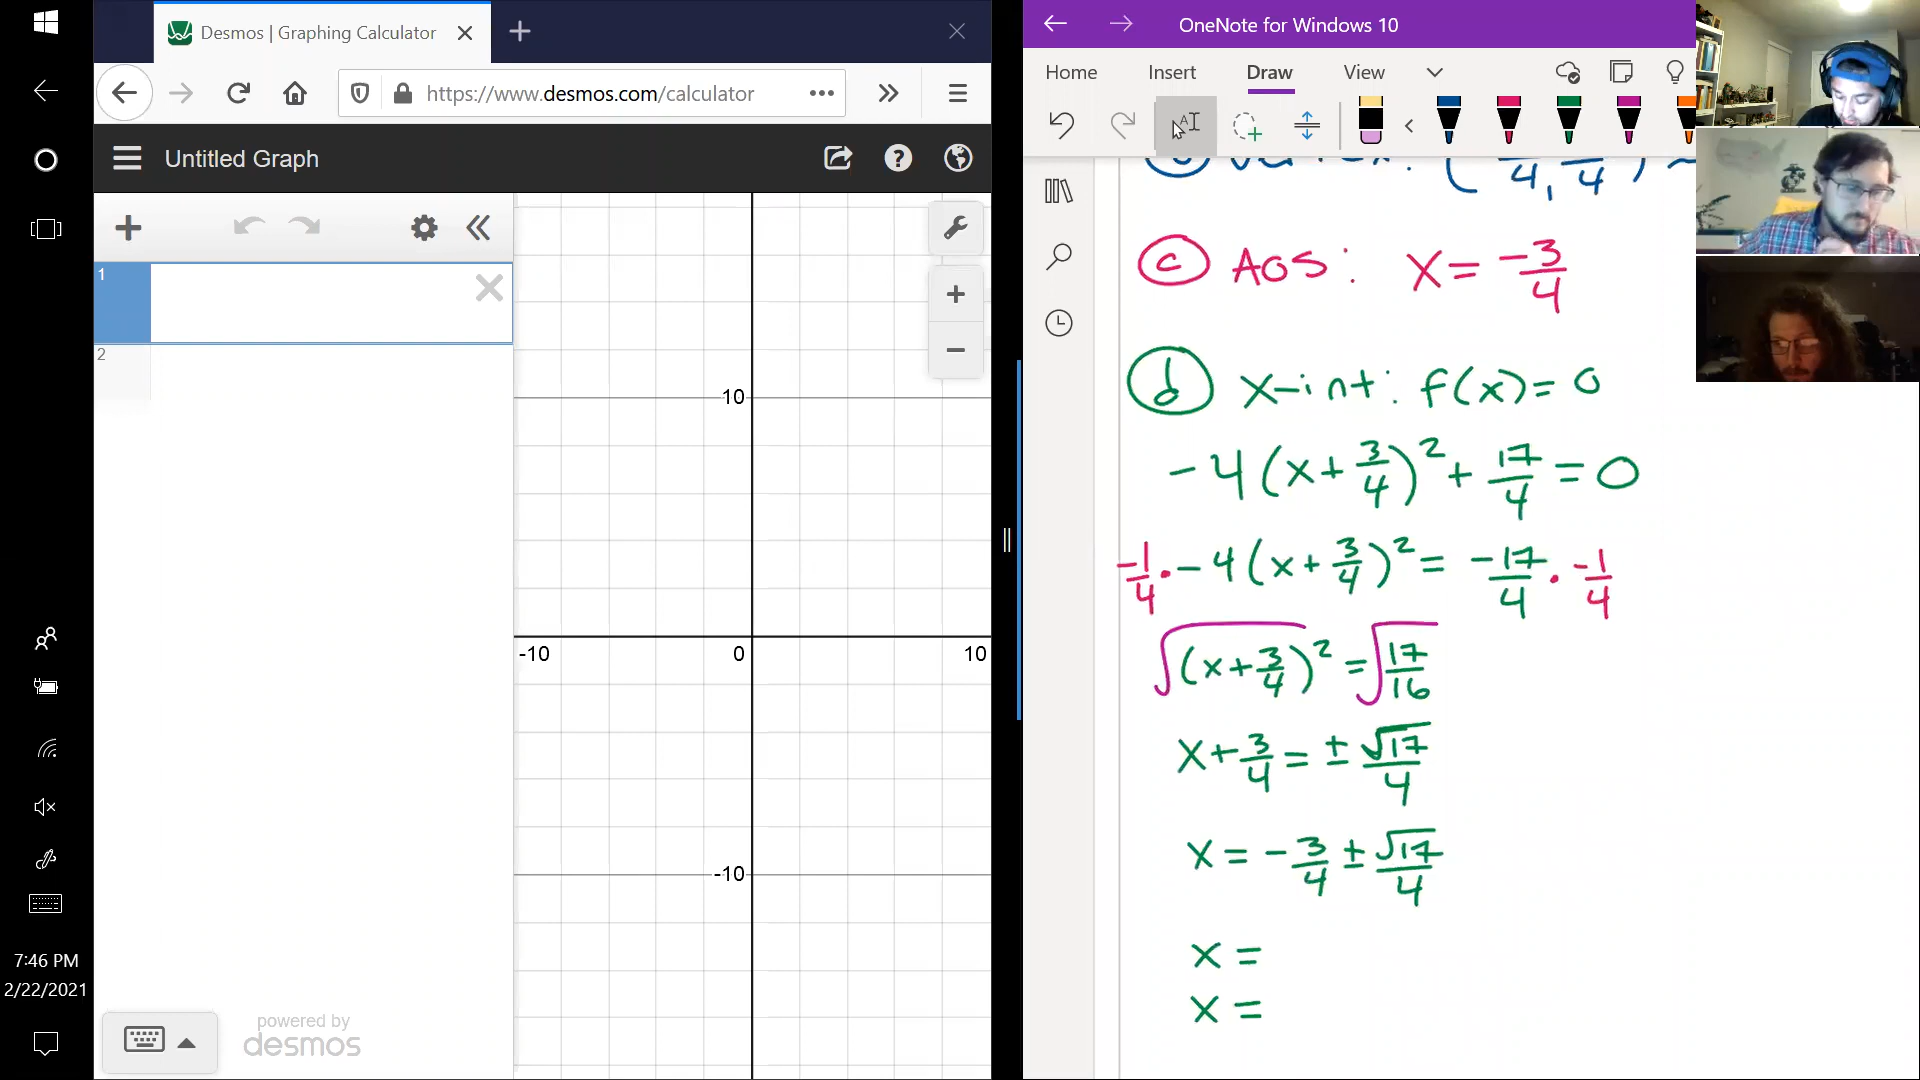 Desmos | Graphing Calculator
https://www.desmos.com/calculator
Untitled Graph
1
2
10
-10
0
10
-10
powered by
desmos
7:46 PM
2/22/2021
OneNote for Windows 10
Home Insert Draw View
c AOS: x = -3/4
d x-int: f(x) = 0
-4(x + 3/4)² + 17/4 = 0
-1/4 · -4(x + 3/4)² = -17/4 · -1/4
√(x + 3/4)² = √17/16
x + 3/4 = ± √17/4
x = -3/4 ± √17/4
x =
x =